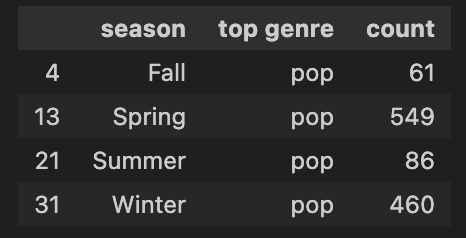 season top genre count
4 Fall pop 61
13 Spring pop 549
21 Summer pop 86
31 Winter pop 460